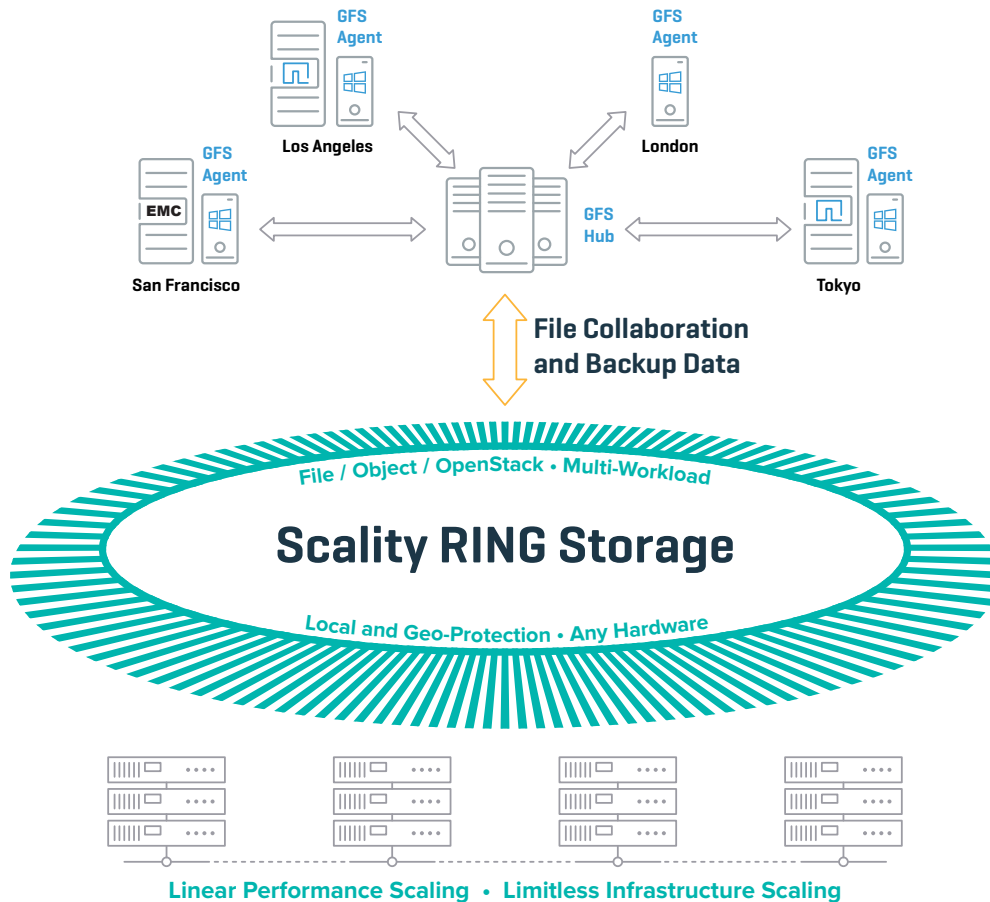 GFS
Agent
GFS
Agent
Los Angeles
London
GFS
Agent
GFS
Agent
EMC
GFS
Hub
San Francisco
Tokyo
File Collaboration
and Backup Data
File / Object / OpenStack • Multi-Workload
Scality RING Storage
Local and Geo-Protection • Any Hardware
Linear Performance Scaling • Limitless Infrastructure Scaling